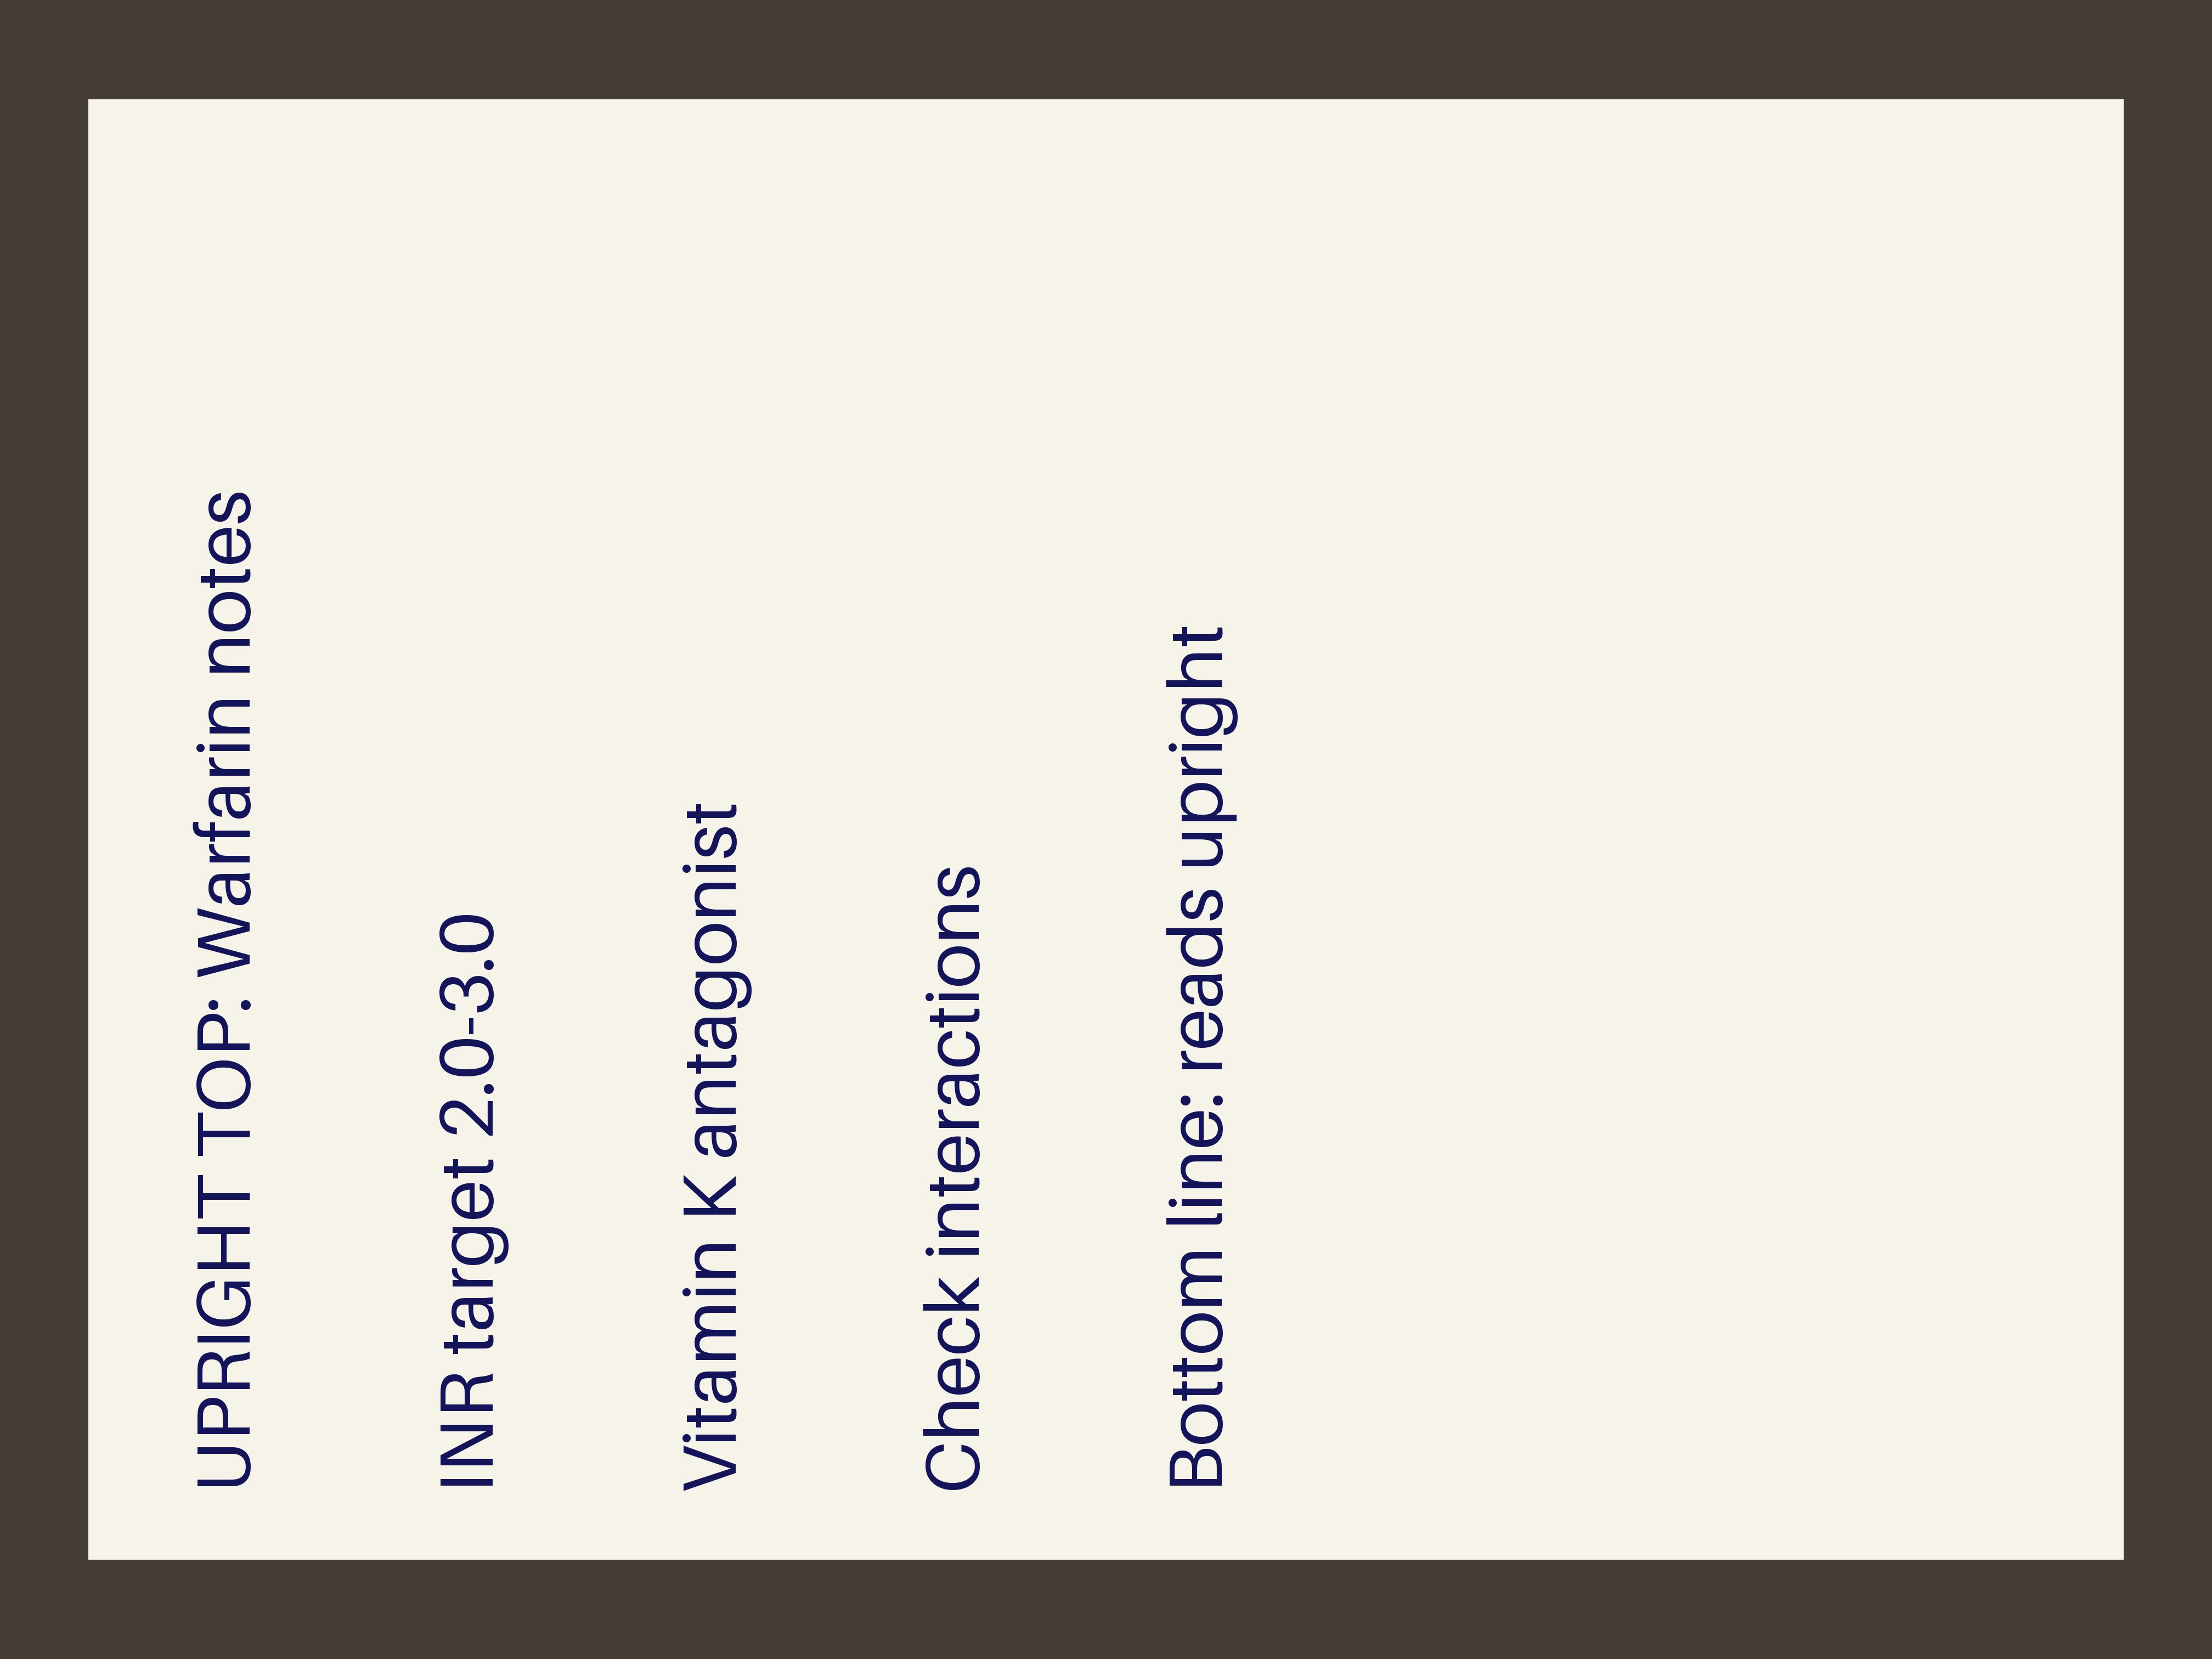 UPRIGHT TOP: Warfarin notes
INR target 2.0-3.0
Vitamin K antagonist
Check interactions
Bottom line: reads upright